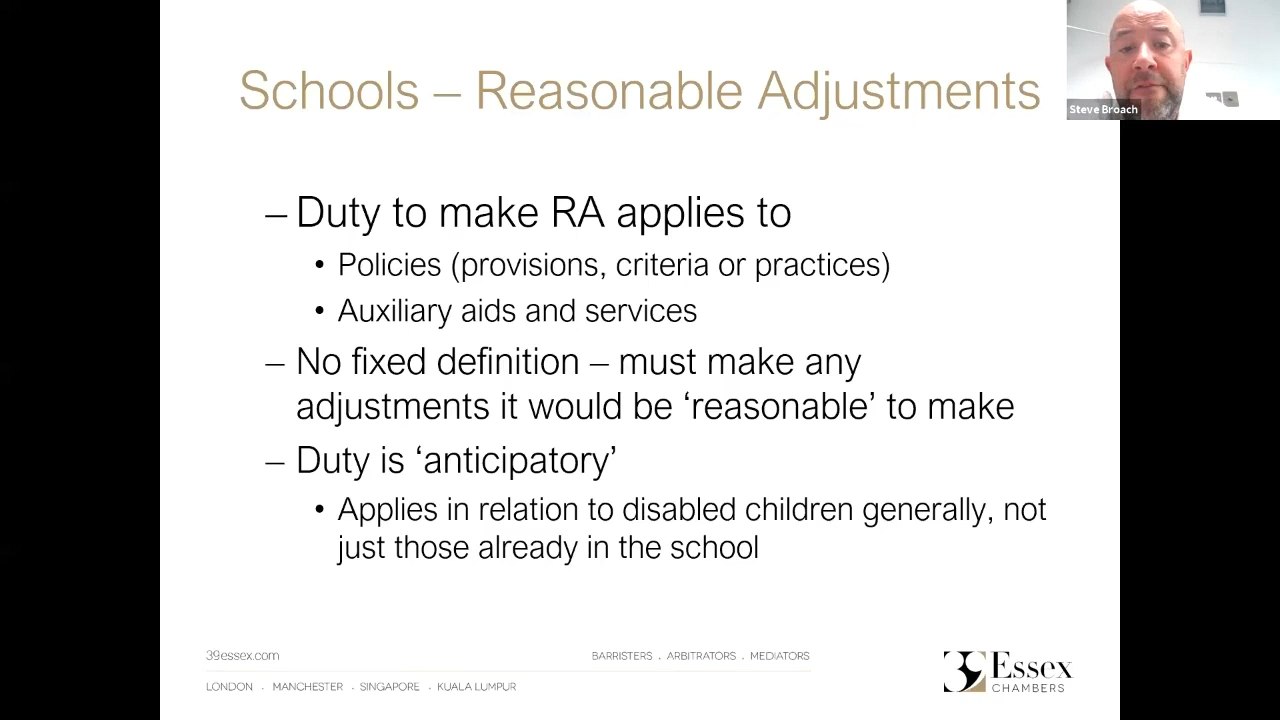 Schools – Reasonable Adjustments
Steve Broach
– Duty to make RA applies to
• Policies (provisions, criteria or practices)
• Auxiliary aids and services
– No fixed definition – must make any
adjustments it would be ‘reasonable’ to make
– Duty is ‘anticipatory’
• Applies in relation to disabled children generally, not
just those already in the school
39essex.com
BARRISTERS . ARBITRATORS . MEDIATORS
LONDON . MANCHESTER . SINGAPORE . KUALA LUMPUR
39 Essex
CHAMBERS